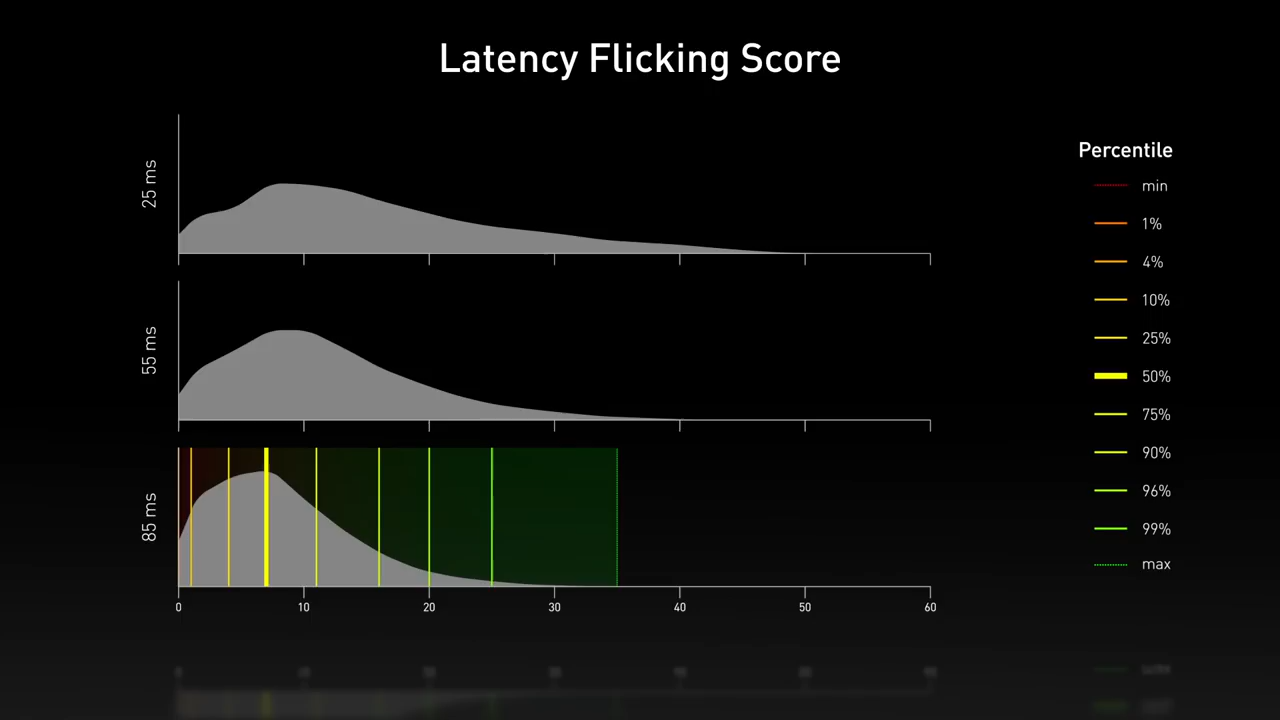 Latency Flicking Score
25 ms
55 ms
85 ms
0 10 20 30 40 50 60
Percentile
min
1%
4%
10%
25%
50%
75%
90%
96%
99%
max